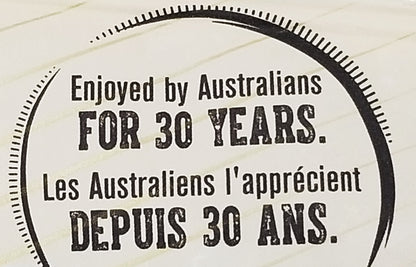 Enjoyed by Australians
FOR 30 YEARS.
Les Australiens l'apprécient
DEPUIS 30 ANS.